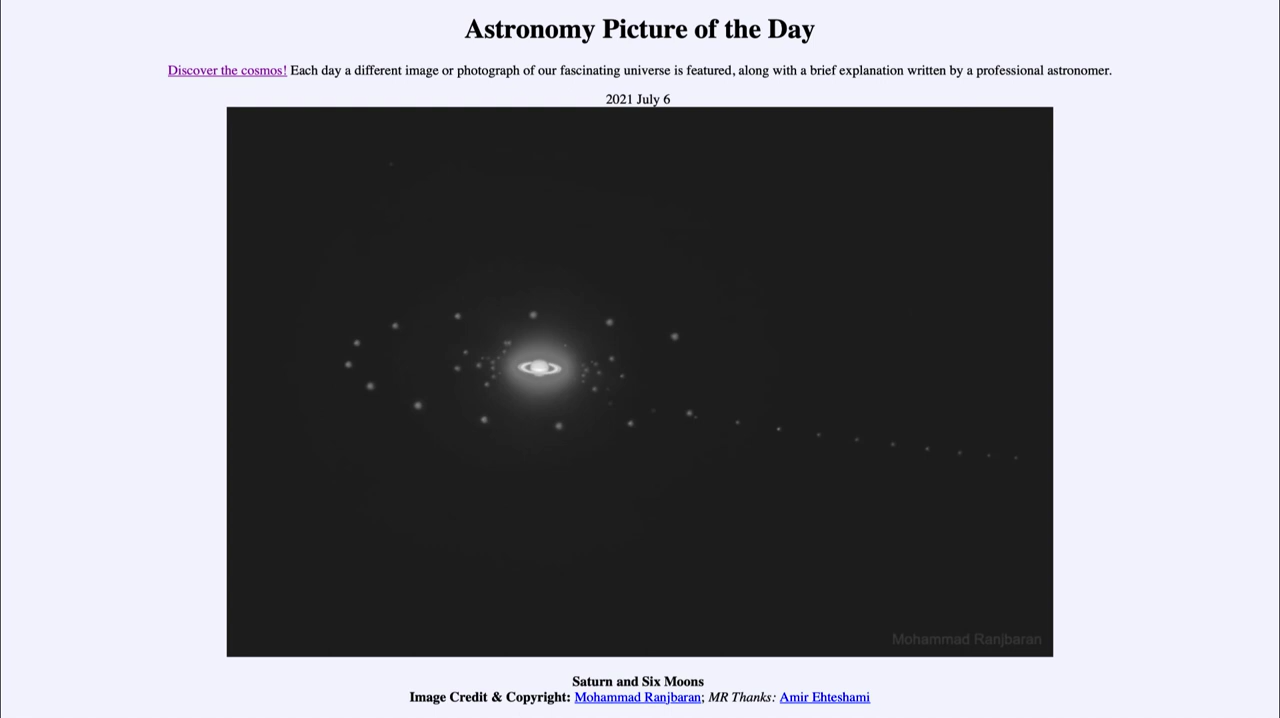 Astronomy Picture of the Day
Discover the cosmos! Each day a different image or photograph of our fascinating universe is featured, along with a brief explanation written by a professional astronomer.
2021 July 6
Mohammad Ranjbaran
Saturn and Six Moons
Image Credit & Copyright: Mohammad Ranjbaran; MR Thanks: Amir Ehteshami